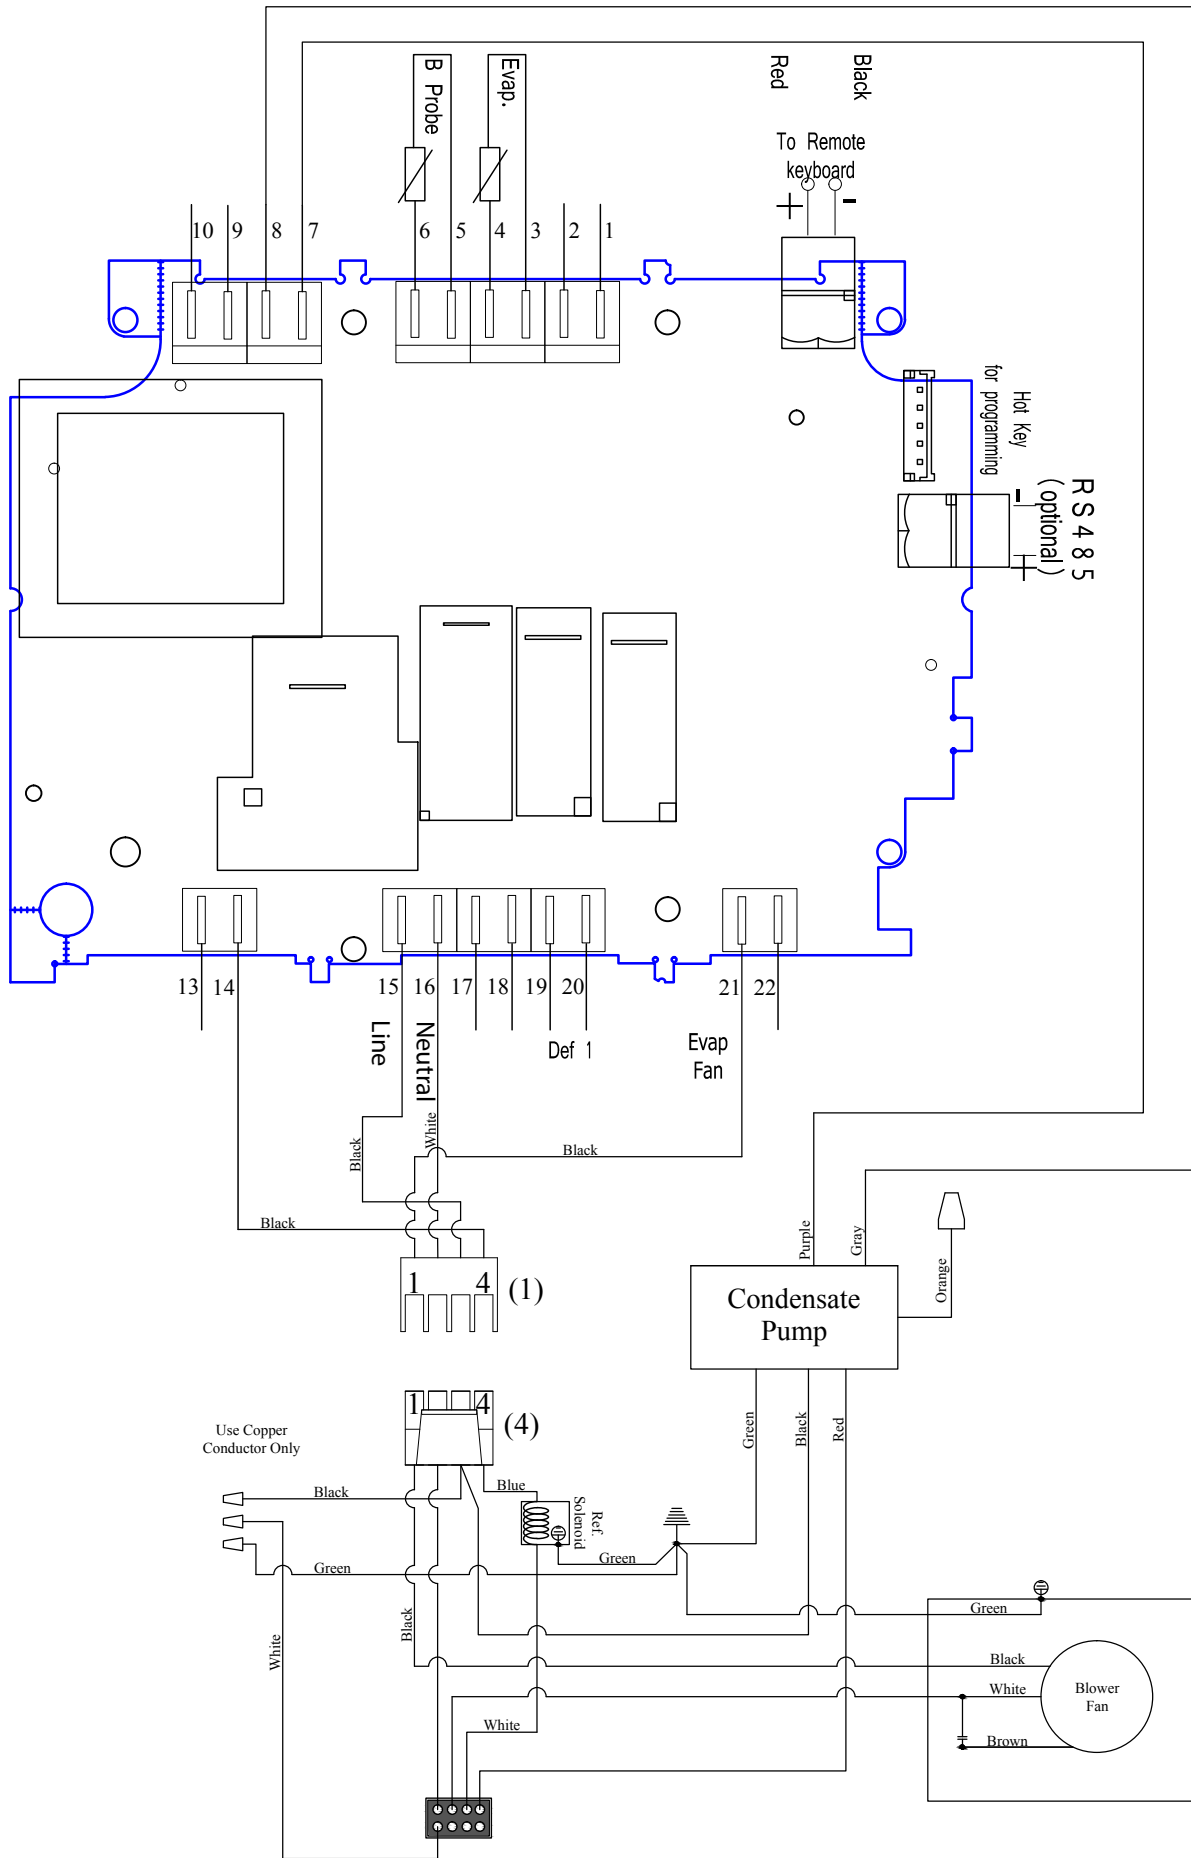 B Probe
Evap.
Red
Black
To Remote
keyboard
+
-
10
9
8
7
6
5
4
3
2
1
Hot Key
for programming
RS485
(optional)
-
+
13
14
15
16
17
18
19
20
21
22
Line
Neutral
Def 1
Evap
Fan
Black
White
Black
Black
Purple
Gray
Orange
1
4
(1)
Condensate
Pump
1
4
(4)
Use Copper
Conductor Only
Green
Black
Red
Black
Blue
Ref.
Solenoid
Green
Green
Black
White
Green
Black
White
Brown
White
Blower
Fan